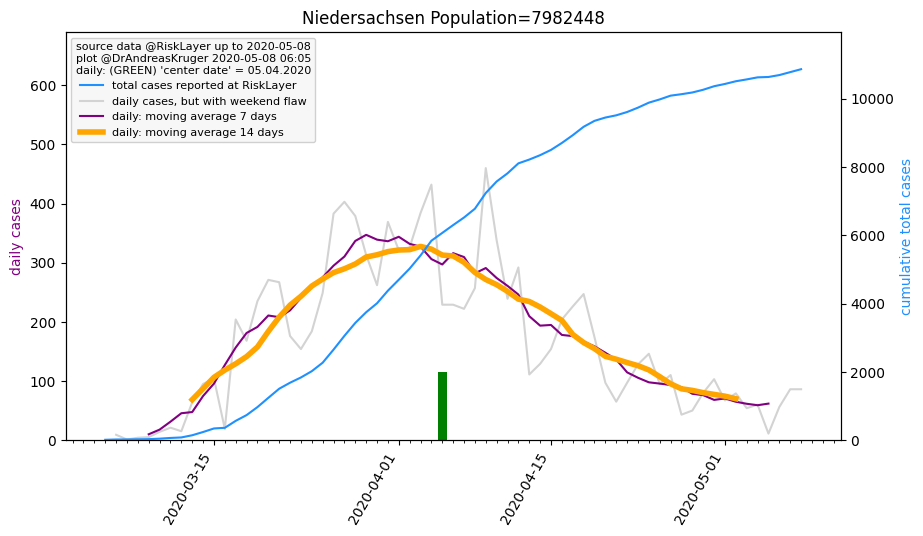 Niedersachsen Population=7982448
source data @RiskLayer up to 2020-05-08
plot @DrAndreasKruger 2020-05-08 06:05
daily: (GREEN) 'center date' = 05.04.2020
total cases reported at RiskLayer
daily cases, but with weekend flaw
daily: moving average 7 days
daily: moving average 14 days
daily cases
600
500
400
300
200
100
0
10000
8000
6000
4000
2000
0
cumulative total cases
2020-03-15
2020-04-01
2020-04-15
2020-05-01